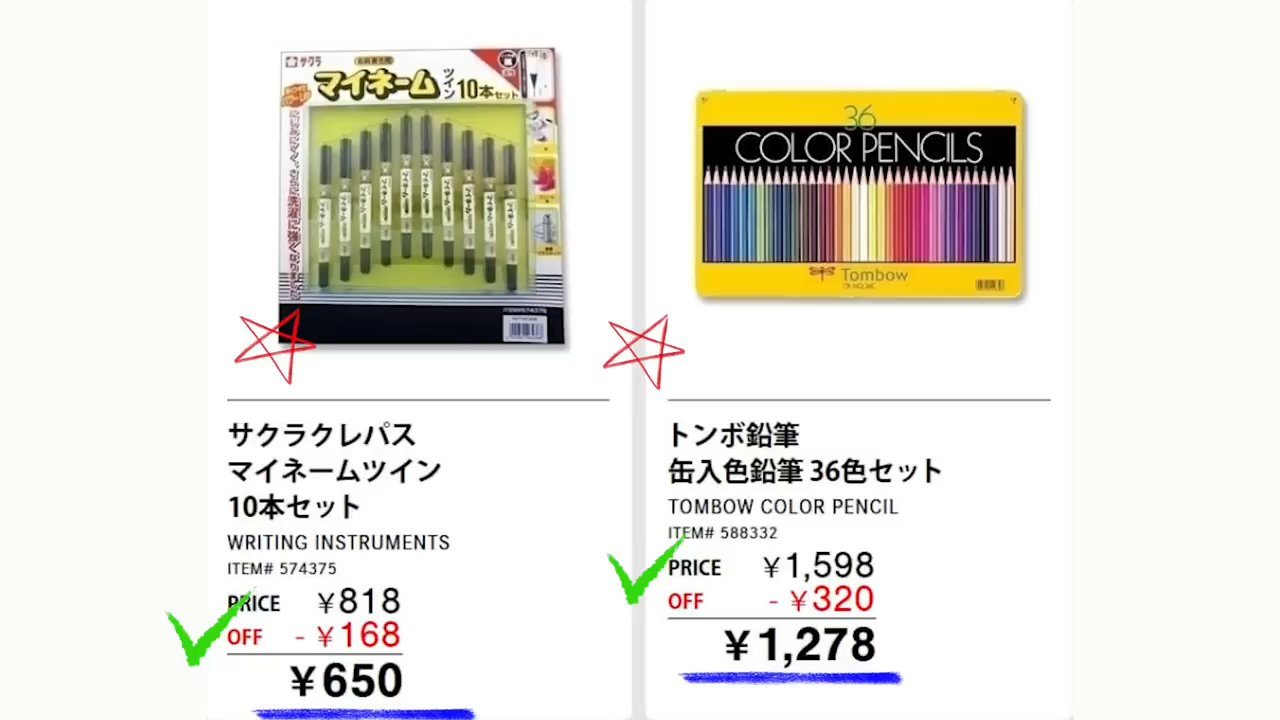 サクラ
マイネーム
ツイン
10本セット
36
COLOR PENCILS
Tombow
サクラクレパス
マイネームツイン
10本セット
WRITING INSTRUMENTS
ITEM# 574375
PRICE ¥818
OFF - ¥168
¥650
トンボ鉛筆
缶入色鉛筆 36色セット
TOMBOW COLOR PENCIL
ITEM# 588332
PRICE ¥1,598
OFF - ¥320
¥1,278